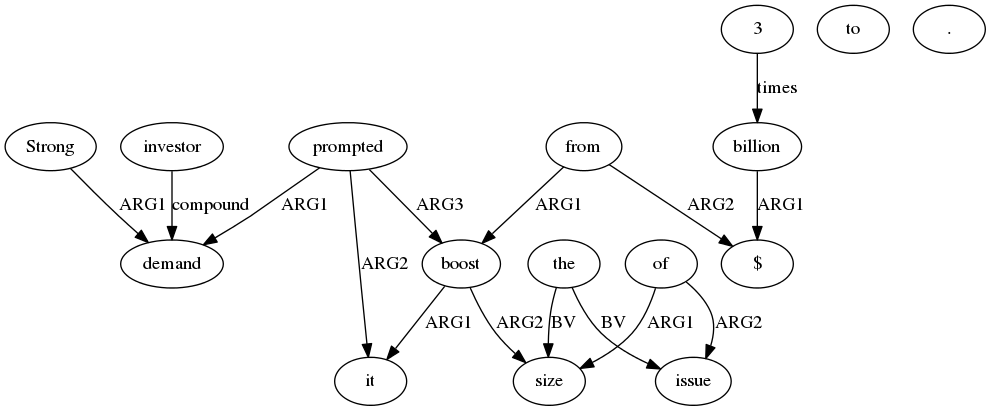 3 to .
times
Strong investor prompted from billion
ARG1 compound ARG1 ARG3 ARG1 ARG2 ARG1
demand boost the of $
ARG2
ARG1 ARG2 BV BV ARG1 ARG2
it size issue